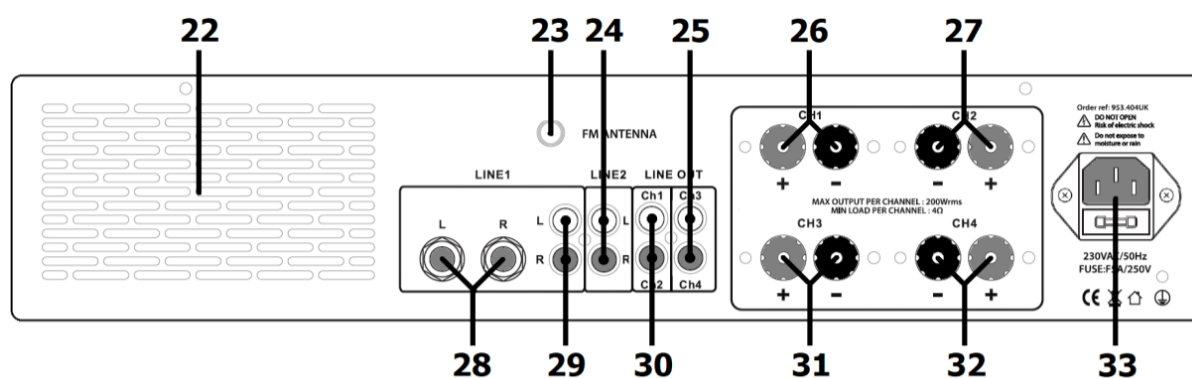 22 23 24 25 26 27
CH1 CH2
Order ref: 953.404UK
DO NOT OPEN
Risk of electric shock
Do not expose to
moisture or rain
FM ANTENNA
LINE1 LINE2 LINE OUT
Ch1 Ch3
L R L L
R R
Ch2 Ch4
+ - - +
MAX OUTPUT PER CHANNEL : 200Wrms
MIN LOAD PER CHANNEL : 4Ω
CH3 CH4
+ - - +
230VAC/50Hz
FUSE:F5A/250V
CE
28 29 30 31 32 33